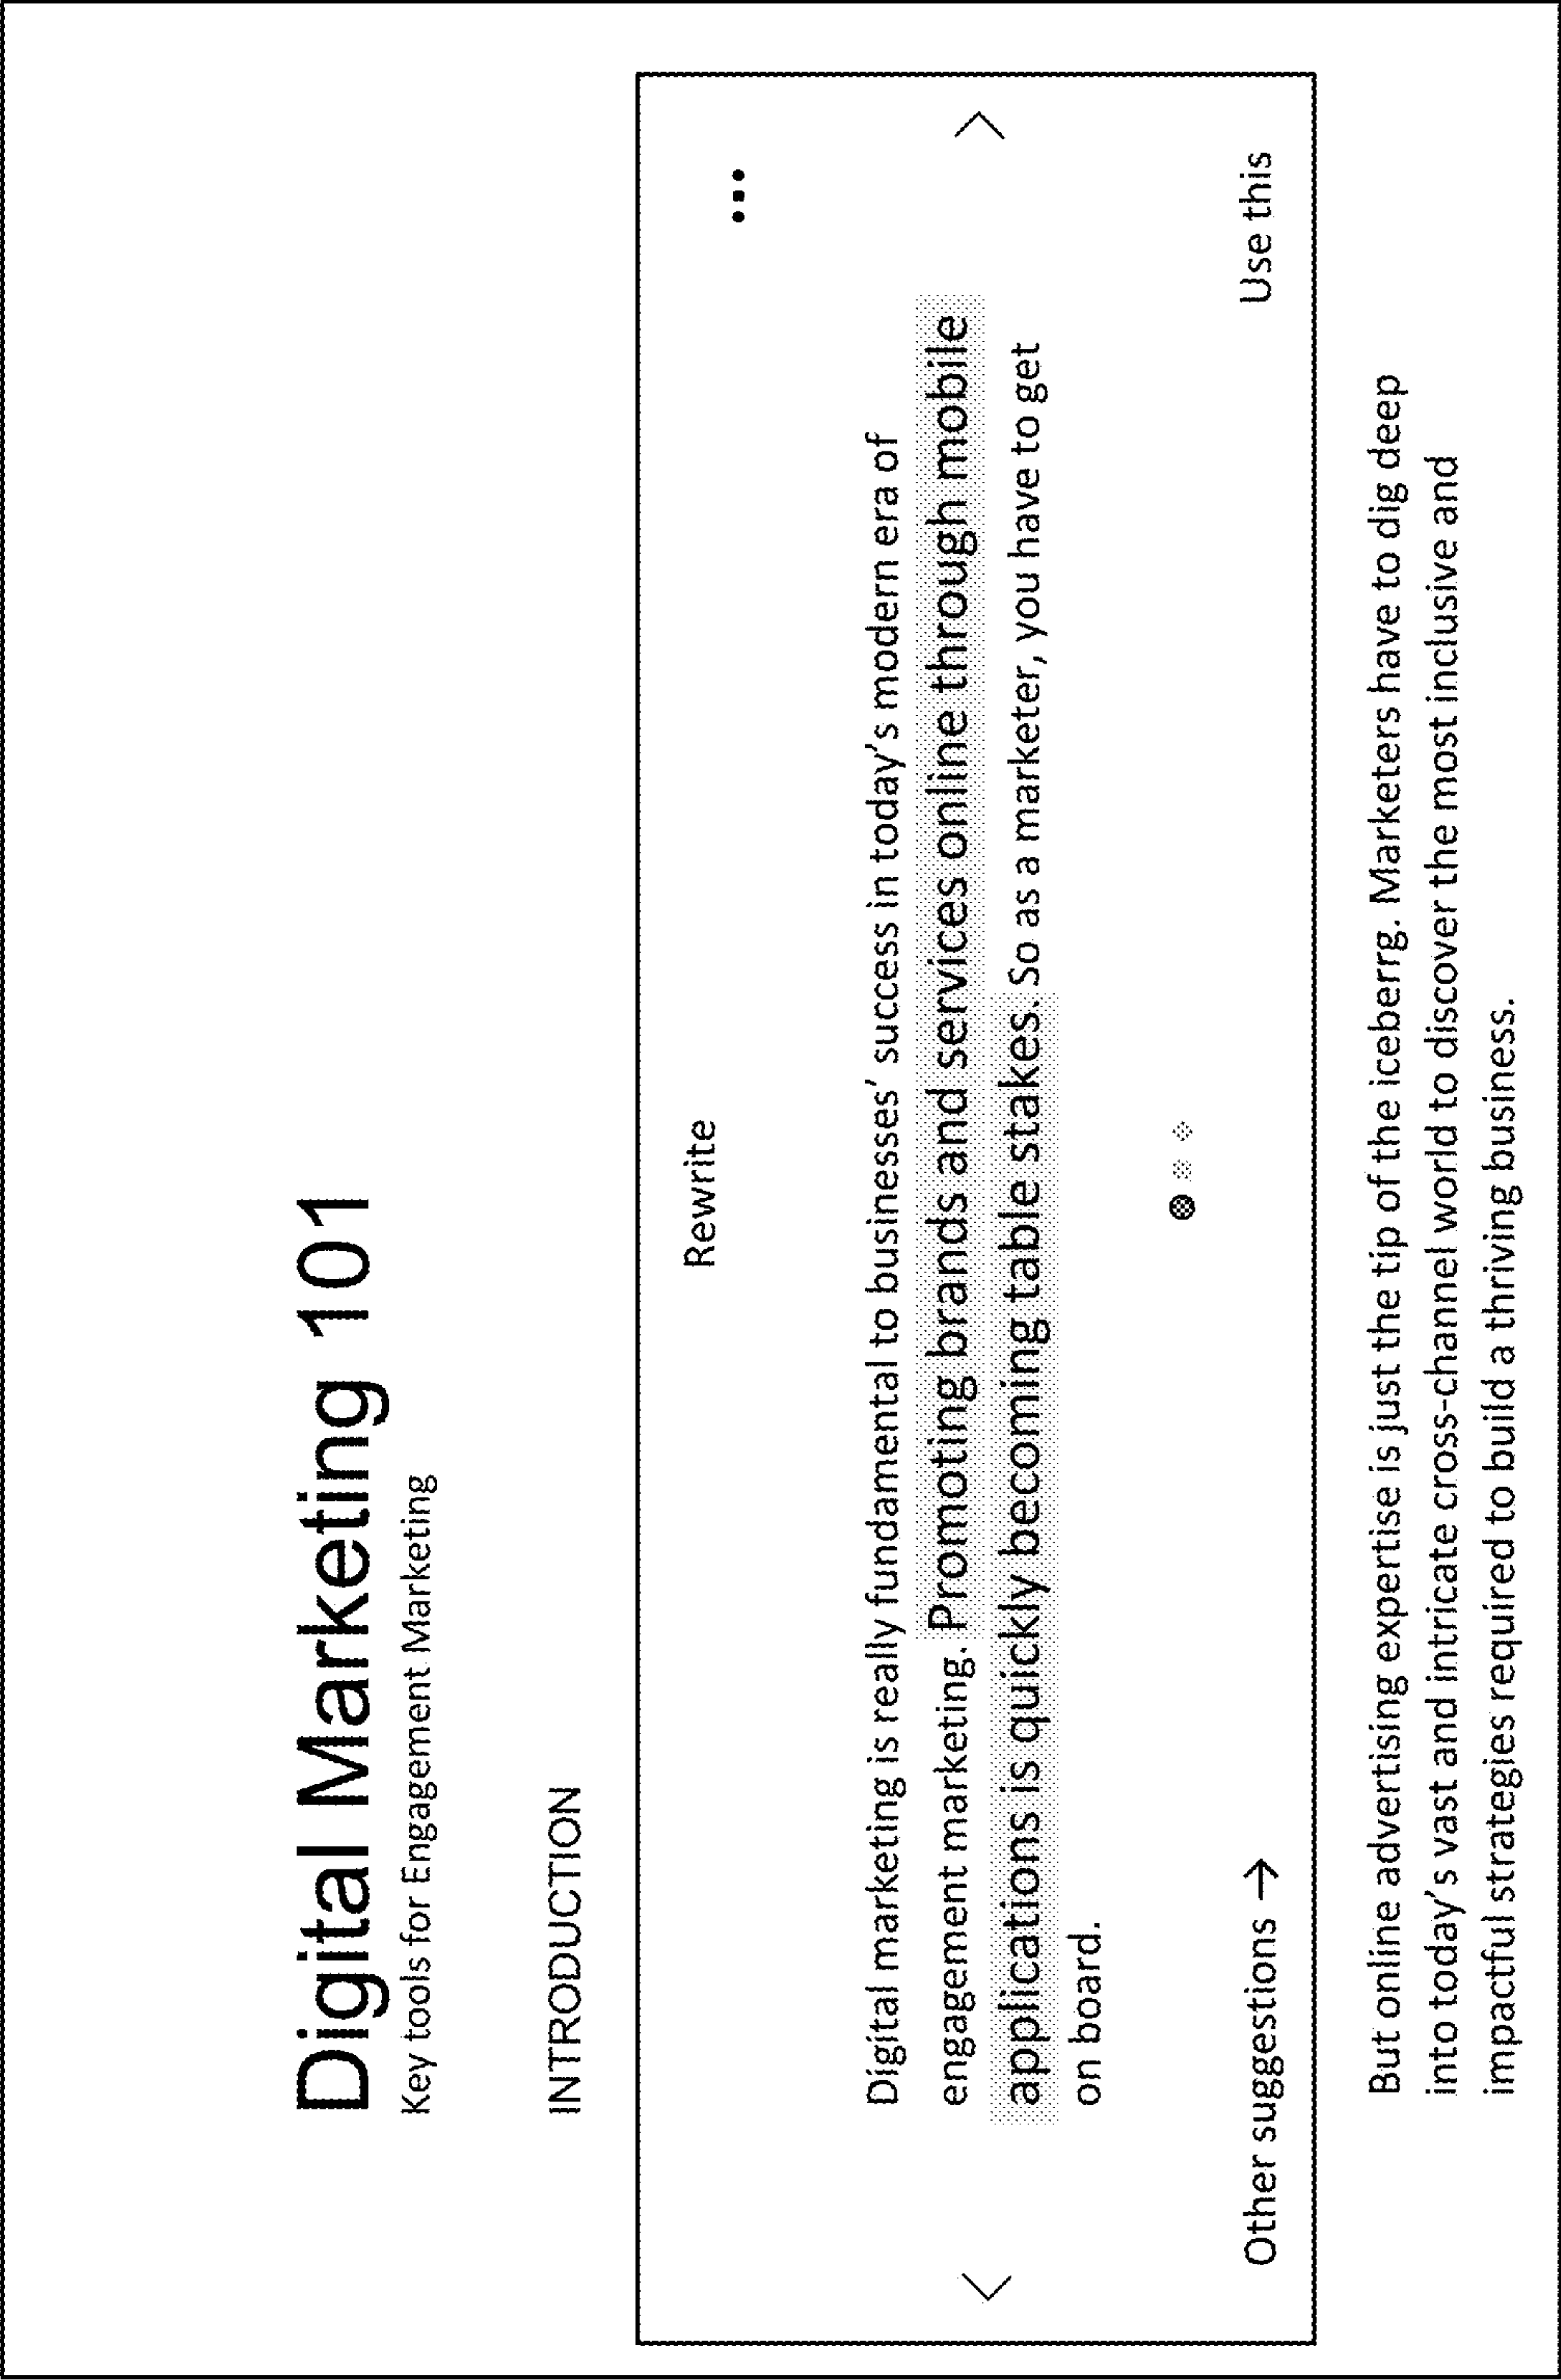 Digital Marketing 101
Key tools for Engagement Marketing
INTRODUCTION
Rewrite
Digital marketing is really fundamental to businesses' success in today's modern era of
engagement marketing. Promoting brands and services online through mobile
applications is quickly becoming table stakes. So as a marketer, you have to get
on board.
Other suggestions →
Use this
But online advertising expertise is just the tip of the iceberrg. Marketers have to dig deep
into today's vast and intricate cross-channel world to discover the most inclusive and
impactful strategies required to build a thriving business.